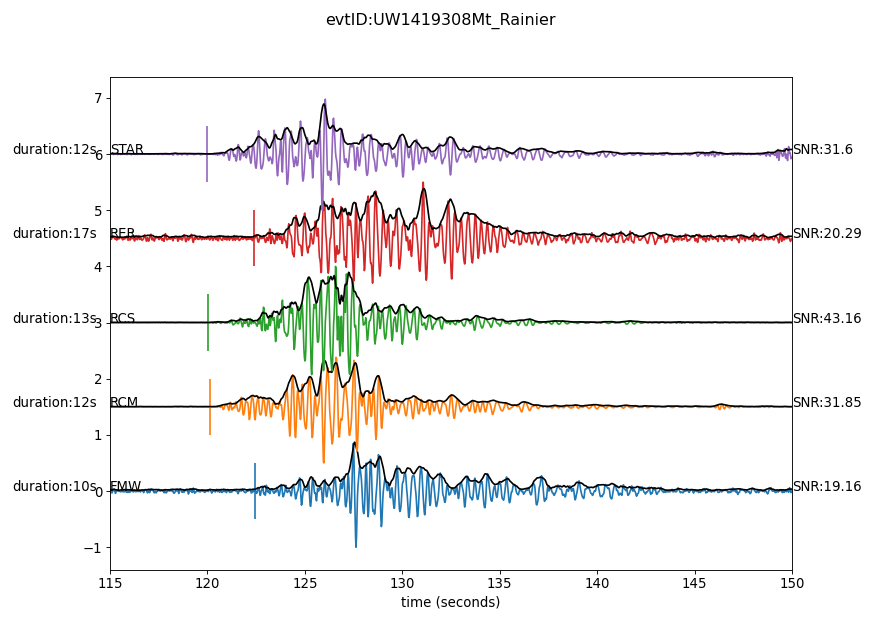 evtID:UW1419308Mt_Rainier
7
duration:12s STAR SNR:31.6
6
5
duration:17s RER SNR:20.29
4
duration:13s RCS SNR:43.16
3
2
duration:12s RCM SNR:31.85
1
duration:10s FMW SNR:19.16
0
−1
115 120 125 130 135 140 145 150
time (seconds)